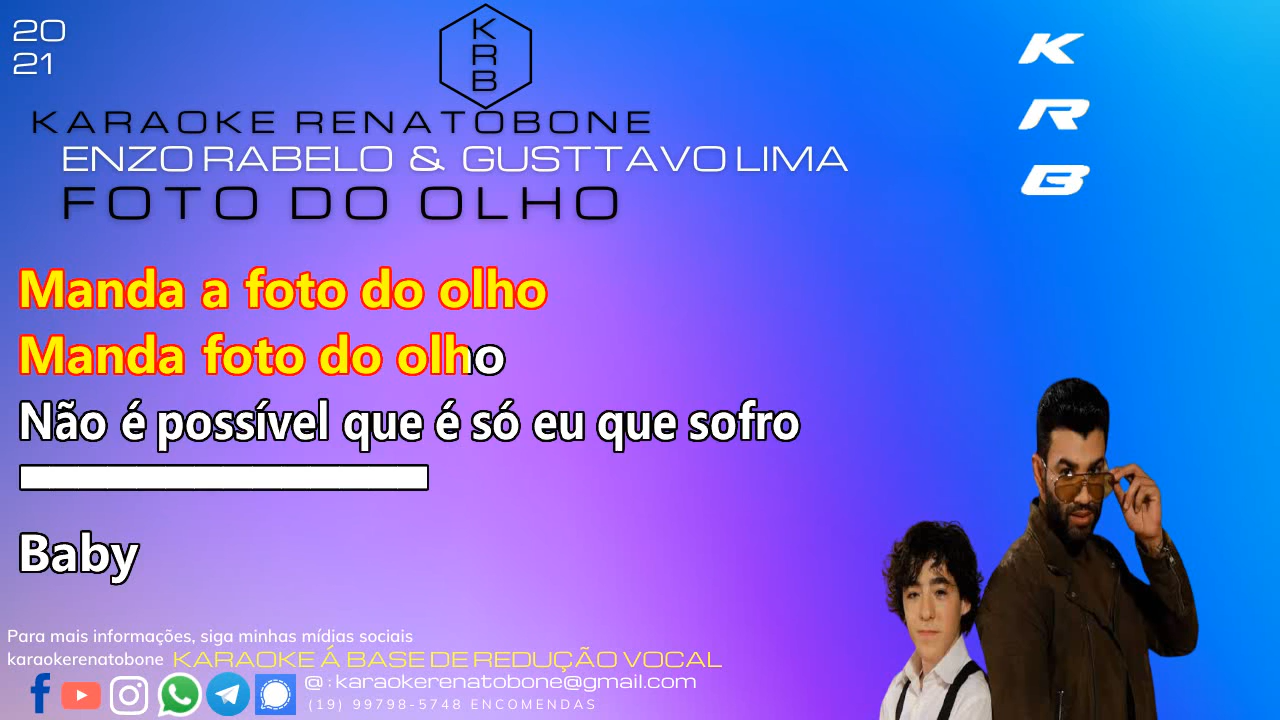 20
21
K
R
B
KARAOKE RENATOBONE
ENZO RABELO & GUSTTAVO LIMA
FOTO DO OLHO
K
R
B
Manda a foto do olho
Manda foto do olho
Não é possível que é só eu que sofro
Baby
Para mais informações, siga minhas mídias sociais
karaokerenatobone KARAOKE Á BASE DE REDUÇÃO VOCAL
@ : karaokerenatobone@gmail.com
(19) 99798-5748 ENCOMENDAS